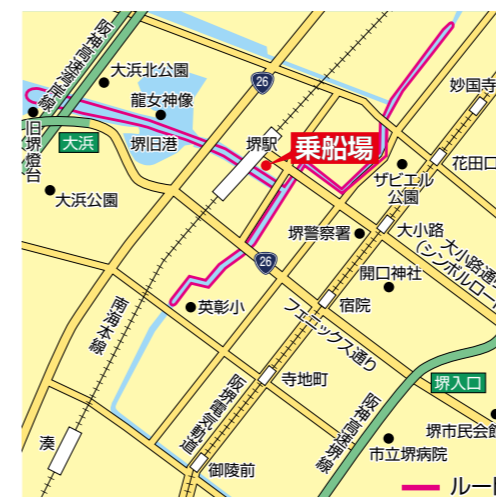 阪神高速湾岸線
大浜北公園
龍女神像
26
妙国寺
旧堺燈台
大浜
堺旧港
堺駅
乗船場
花田口
ザビエル
公園
大浜公園
大小路
堺警察署
大小路通り
(シンボルロード
26
開口神社
南海本線
英彰小
宿院
フェニックス通り
寺地町
阪堺電気軌道
阪神高速堺線
堺入口
湊
堺市民会館
市立堺病院
御陵前
ルート